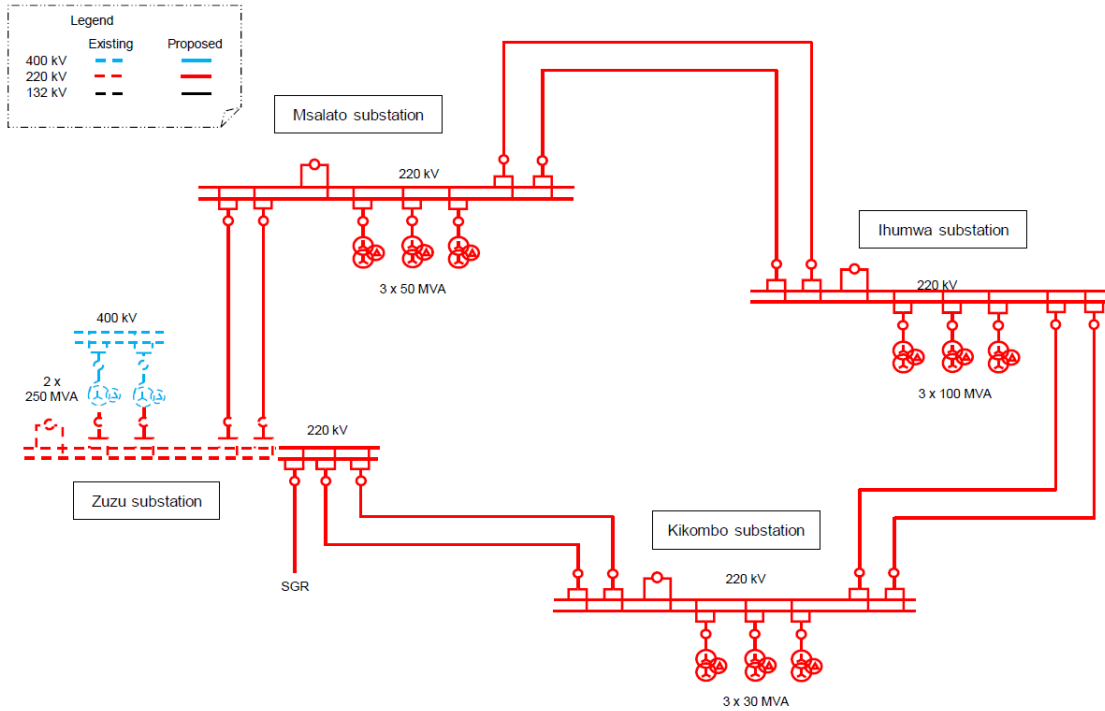 Legend
Existing Proposed
400 kV
220 kV
132 kV
Msalato substation
220 kV
3 x 50 MVA
Ihumwa substation
220 kV
3 x 100 MVA
400 kV
2 x
250 MVA
220 kV
Zuzu substation
SGR
Kikombo substation
220 kV
3 x 30 MVA